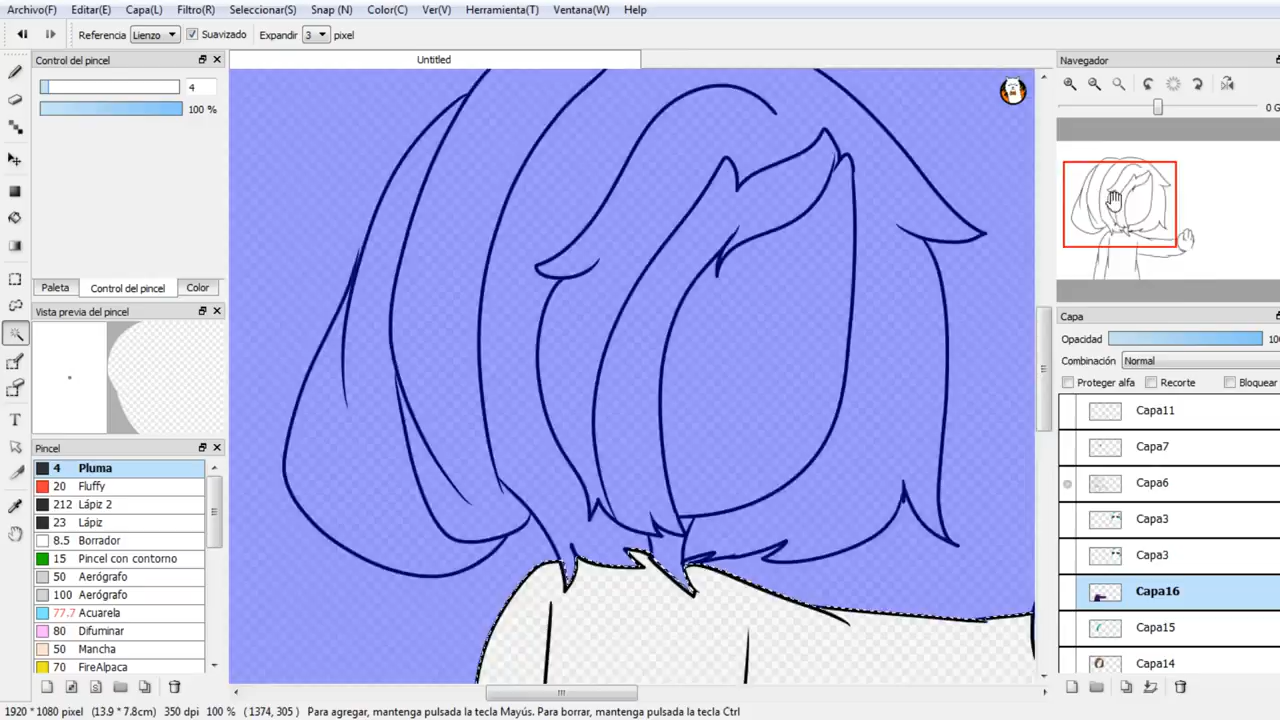 Archivo(F) Editar(E) Capa(L) Filtro(R) Seleccionar(S) Snap (N) Color(C) Ver(V) Herramienta(T) Ventana(W) Help
Referencia Lienzo Suavizado Expandir 3 pixel
Control del pincel
Untitled
Navegador
4
100 %
0 G
Paleta Control del pincel Color
Vista previa del pincel
Capa
Opacidad 100
Combinación Normal
Proteger alfa Recorte Bloquear
Capa11
Capa7
Capa6
Capa3
Capa3
Capa16
Capa15
Capa14
Pincel
4 Pluma
20 Fluffy
212 Lápiz 2
23 Lápiz
8.5 Borrador
15 Pincel con contorno
50 Aerógrafo
100 Aerógrafo
77.7 Acuarela
80 Difuminar
50 Mancha
70 FireAlpaca
1920 * 1080 pixel (13.9 * 7.8cm) 350 dpi 100 % (1374, 305) Para agregar, mantenga pulsada la tecla Mayús. Para borrar, mantenga pulsada la tecla Ctrl